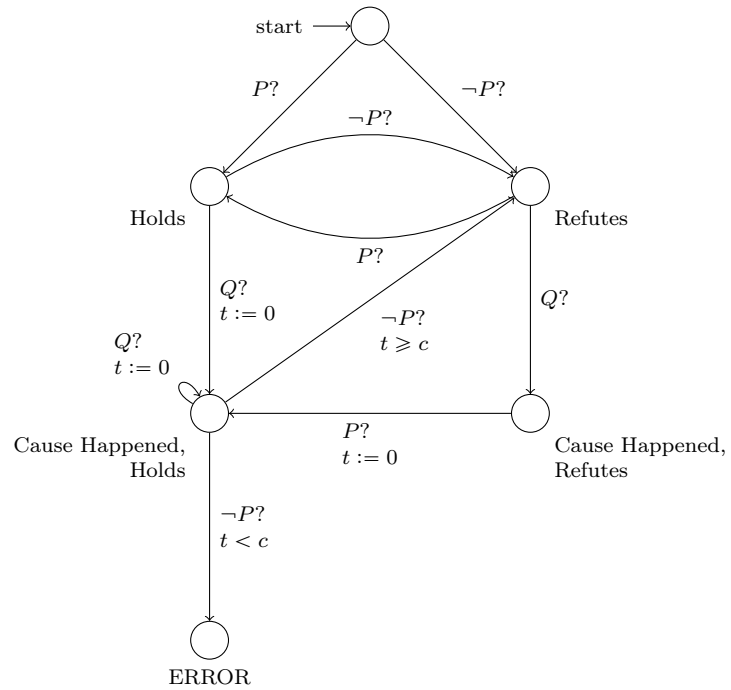 start
P?
¬P?
¬P?
Holds
Refutes
P?
Q?
t := 0
Q?
¬P?
t ⩾ c
Q?
t := 0
P?
t := 0
Cause Happened,
Holds
Cause Happened,
Refutes
¬P?
t < c
ERROR